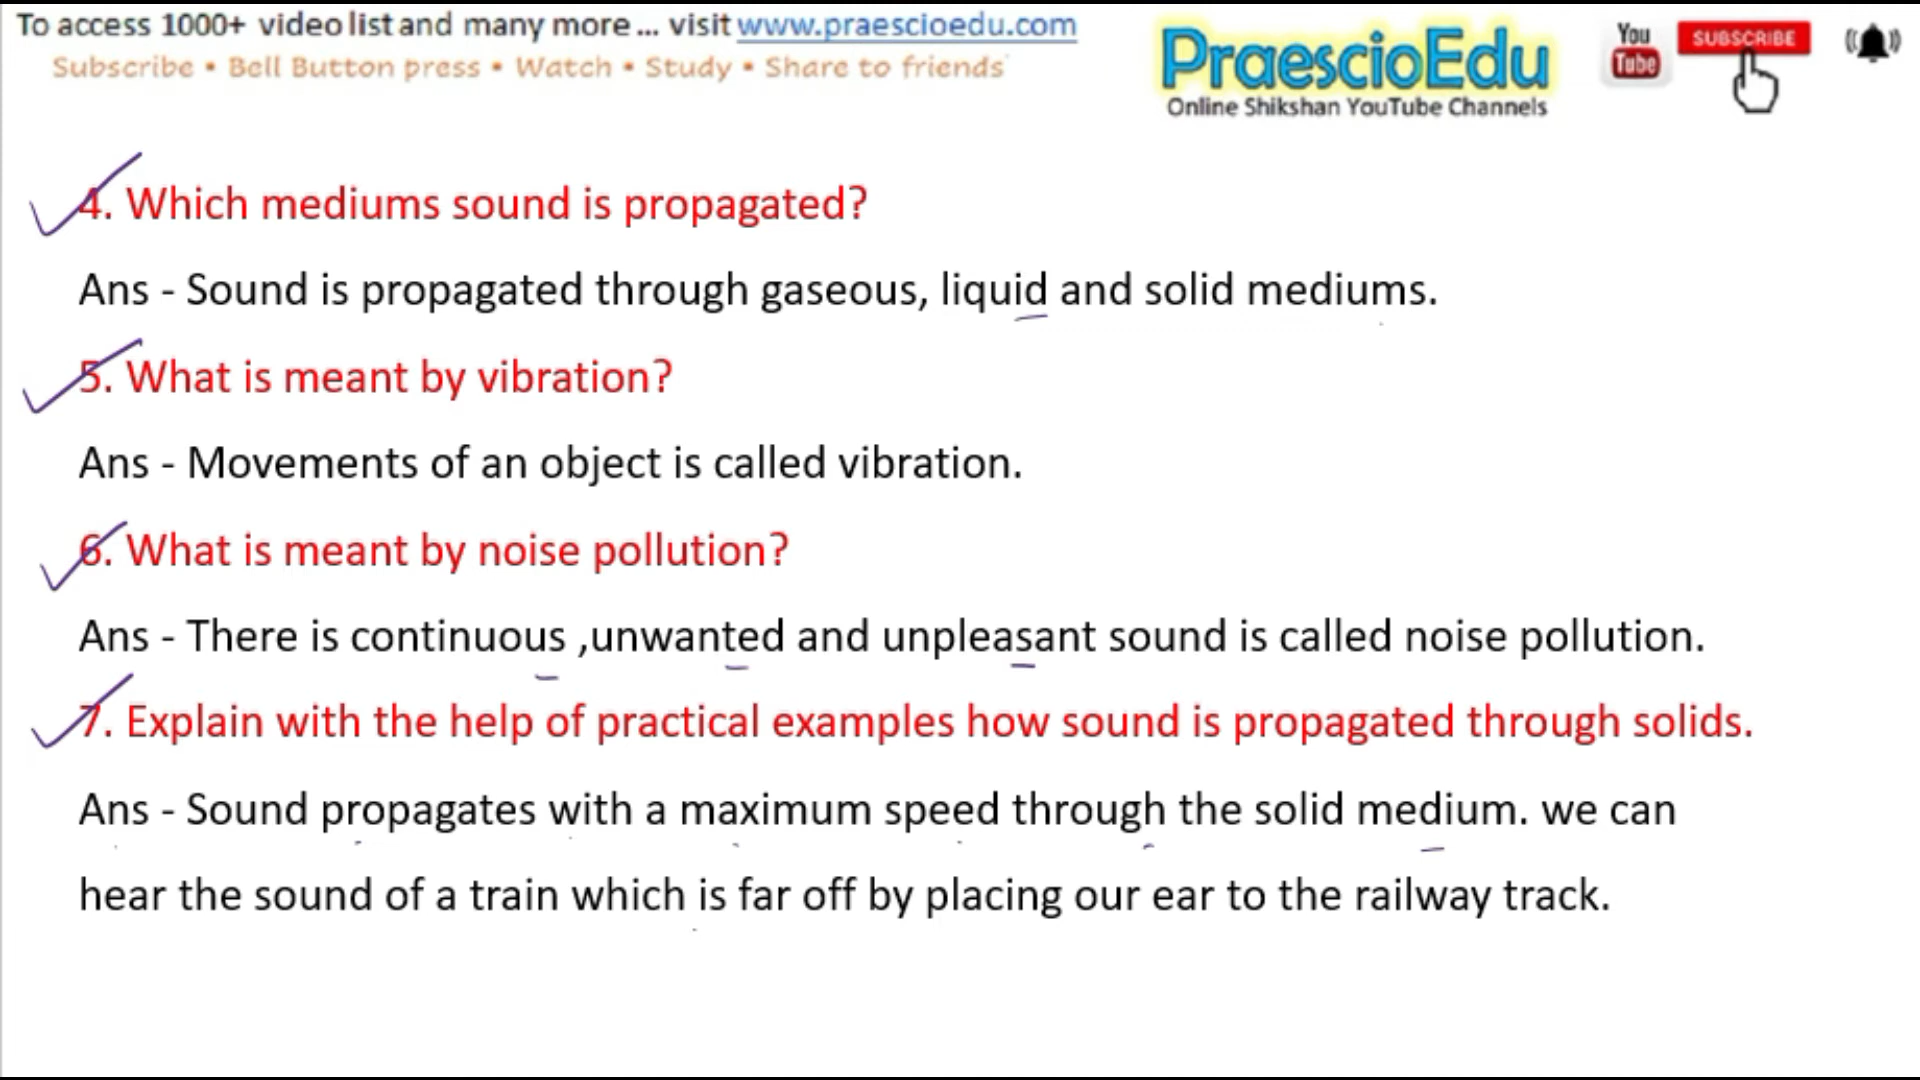 To access 1000+ video list and many more... visit www.praescioedu.com
Subscribe • Bell Button press • Watch • Study • Share to friends
PraescioEdu
Online Shikshan YouTube Channels
You
Tube
SUBSCRIBE
4. Which mediums sound is propagated?
Ans - Sound is propagated through gaseous, liquid and solid mediums.
5. What is meant by vibration?
Ans - Movements of an object is called vibration.
6. What is meant by noise pollution?
Ans - There is continuous ,unwanted and unpleasant sound is called noise pollution.
7. Explain with the help of practical examples how sound is propagated through solids.
Ans - Sound propagates with a maximum speed through the solid medium. we can
hear the sound of a train which is far off by placing our ear to the railway track.